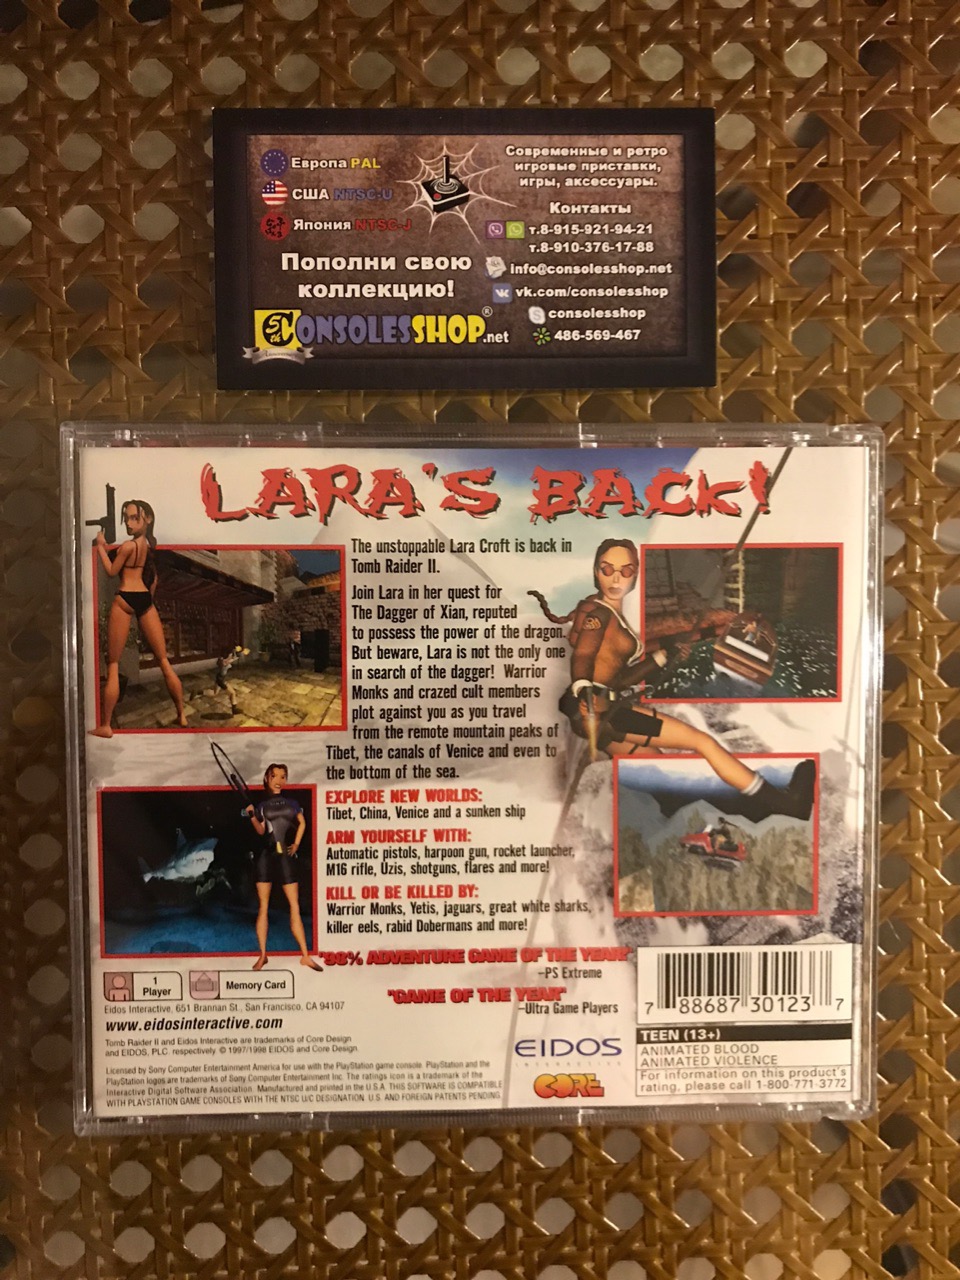 Европа PAL
США NTSC-U
Япония NTSC-J
Современные и ретро
игровые приставки,
игры, аксессуары.
Контакты
т.8-915-921-94-21
т.8-910-376-17-88
info@consolesshop.net
vk.com/consolesshop
consolesshop
486-569-467
Пополни свою
коллекцию!
CONSOLESSHOP.net®
LARA'S BACK!
The unstoppable Lara Croft is back in
Tomb Raider II.
Join Lara in her quest for
The Dagger of Xian, reputed
to possess the power of the dragon.
But beware, Lara is not the only one
in search of the dagger! Warrior
Monks and crazed cult members
plot against you as you travel
from the remote mountain peaks of
Tibet, the canals of Venice and even to
the bottom of the sea.
EXPLORE NEW WORLDS:
Tibet, China, Venice and a sunken ship
ARM YOURSELF WITH:
Automatic pistols, harpoon gun, rocket launcher,
M16 rifle, Uzis, shotguns, flares and more!
KILL OR BE KILLED BY:
Warrior Monks, Yetis, jaguars, great white sharks,
killer eels, rabid Dobermans and more!
"98% ADVENTURE GAME OF THE YEAR"
–PS Extreme
"GAME OF THE YEAR"
–Ultra Game Players
1
Player
Memory Card
Eidos Interactive, 651 Brannan St., San Francisco, CA 94107
www.eidosinteractive.com
Tomb Raider II and Eidos Interactive are trademarks of Core Design
and EIDOS, PLC. respectively. © 1997/1998 EIDOS and Core Design
Licensed by Sony Computer Entertainment America for use with the PlayStation game console. PlayStation and the
PlayStation logos are trademarks of Sony Computer Entertainment Inc. The ratings icon is a trademark of the
Interactive Digital Software Association. Manufactured and printed in the U.S.A. THIS SOFTWARE IS COMPATIBLE
WITH PLAYSTATION GAME CONSOLES WITH THE NTSC U/C DESIGNATION. U.S. AND FOREIGN PATENTS PENDING.
EIDOS
INTERACTIVE
CORE
7 88687 30123 7
TEEN (13+)
ANIMATED BLOOD
ANIMATED VIOLENCE
For information on this product's
rating, please call 1-800-771-3772